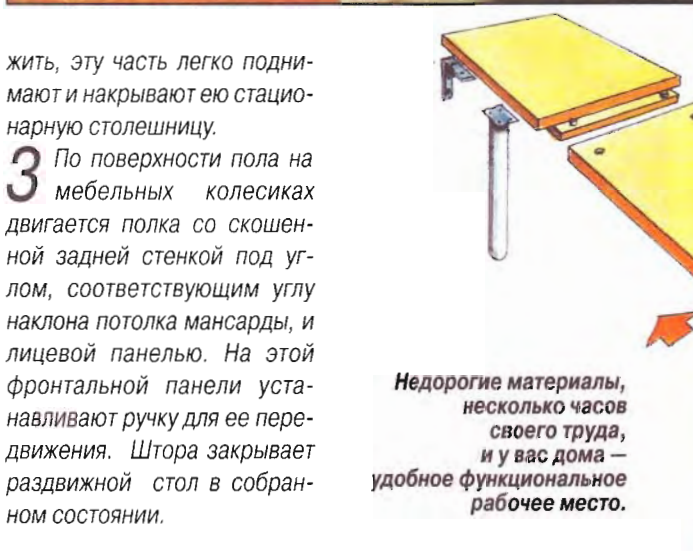 жить, эту часть легко подни-
мают и накрывают ею стацио-
нарную столешницу.
3 По поверхности пола на
мебельных колесиках
двигается полка со скошен-
ной задней стенкой под уг-
лом, соответствующим углу
наклона потолка мансарды, и
лицевой панелью. На этой
фронтальной панели уста-
навливают ручку для ее пере-
движения. Штора закрывает
раздвижной стол в собран-
ном состоянии.
Недорогие материалы,
несколько часов
своего труда,
и у вас дома —
удобное функциональное
рабочее место.